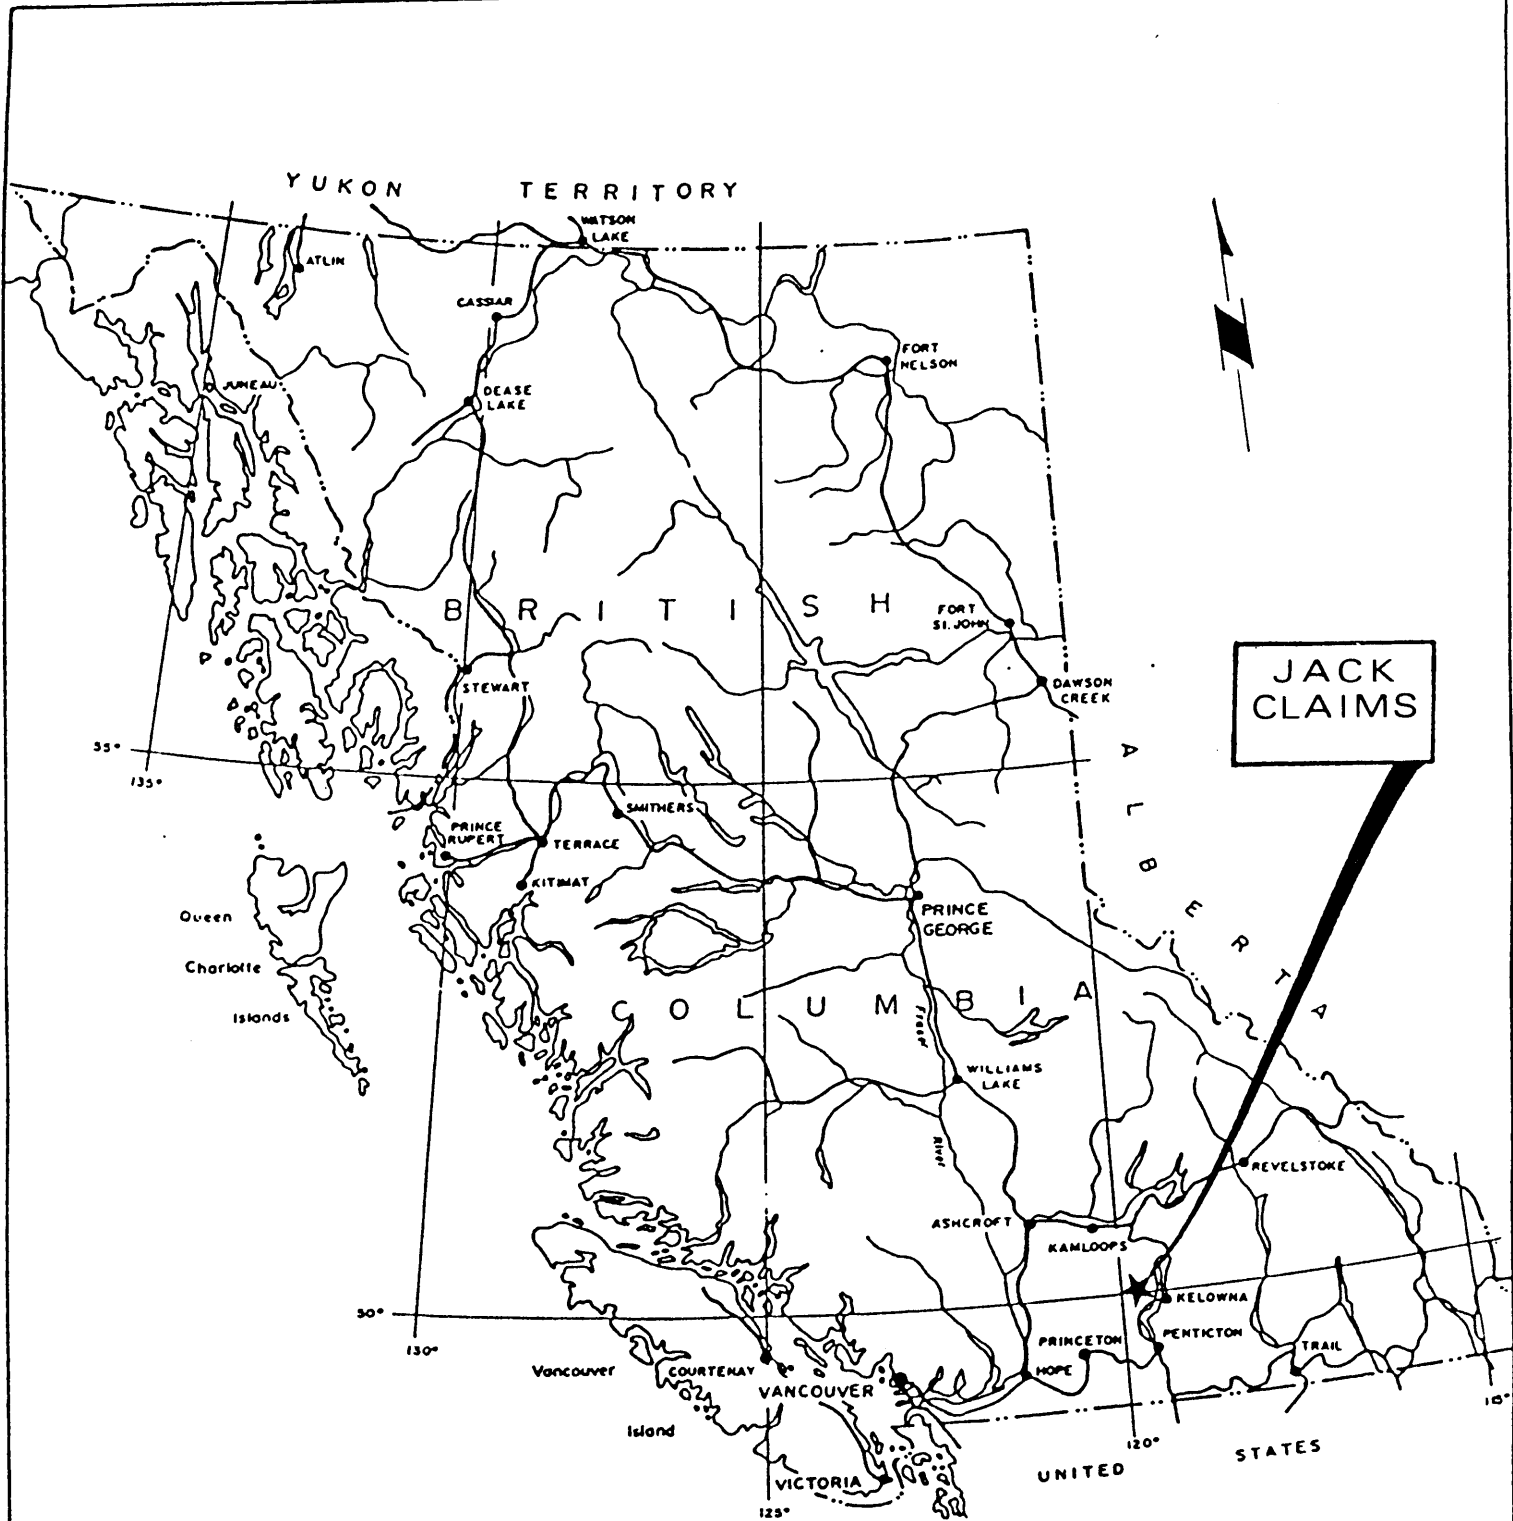 YUKON TERRITORY
WATSON
LAKE
ATLIN
CASSIAR
FORT
NELSON
JUNEAU
DEASE
LAKE
BRITISH
FORT
ST. JOHN
STEWART
DAWSON
CREEK
JACK
CLAIMS
55°
135°
ALBERTA
SMITHERS
PRINCE
RUPERT
TERRACE
KITIMAT
PRINCE
GEORGE
Queen
Charlotte
Islands
COLUMBIA
Fraser
River
WILLIAMS
LAKE
REVELSTOKE
ASHCROFT
KAMLOOPS
KELOWNA
50°
130°
PRINCETON
PENTICTON
TRAIL
HOPE
Vancouver
Island
COURTENAY
VANCOUVER
VICTORIA
125°
120°
115°
UNITED STATES